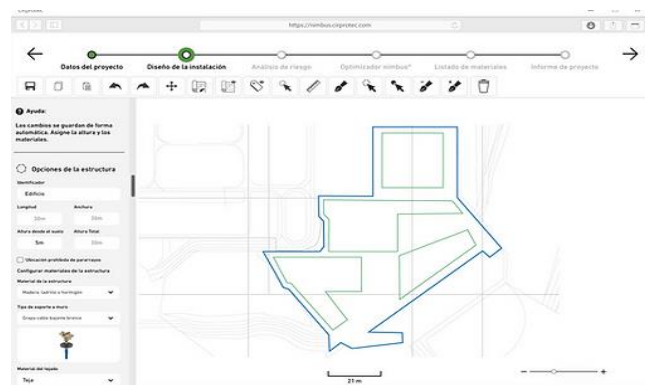 cirprotec
https://nimbus.cirprotec.com
Datos del proyecto
Diseño de la instalación
Análisis de riesgo
Optimizador nimbus®
Listado de materiales
Informe de proyecto
Ayuda:
Los cambios se guardan de forma
automática. Asigne la altura y los
materiales.
Opciones de la estructura
Identificador
Edificio
Longitud Anchura
Altura desde el suelo Altura Total
5m
Ubicación prohibida de pararrayos
Configurar materiales de la estructura
Material de la estructura
Madera, ladrillo o hormigón
Tipo de soporte a muro
Grapa cable bajante bronce
Material del tejado
Teja
21 m